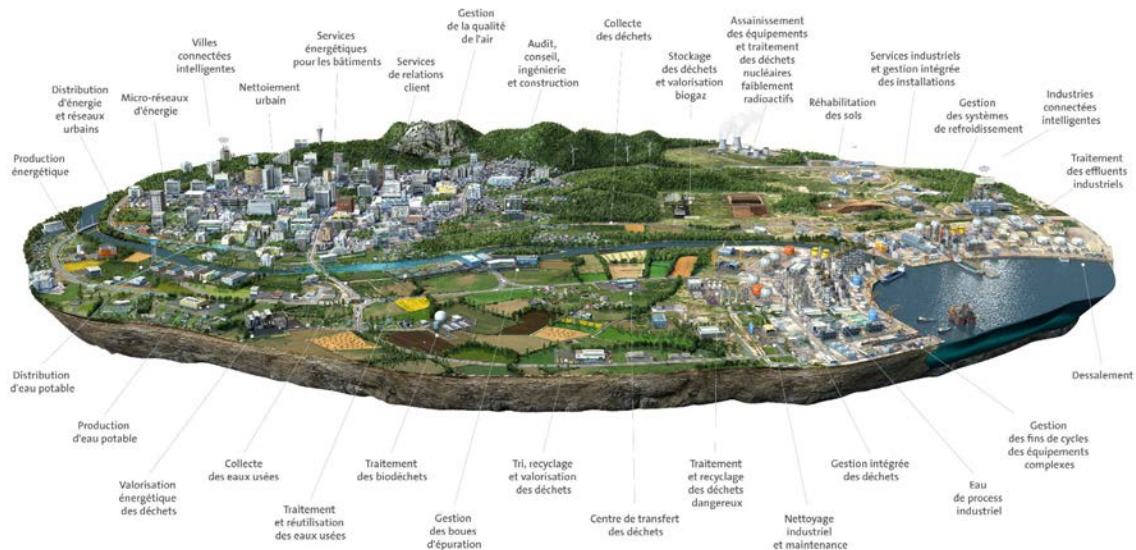 Gestion
de la qualité
de l'air
Villes
connectées
intelligentes
Services
énergétiques
pour les bâtiments
Collecte
des déchets
Assainissement
des équipements
et traitement
des déchets
nucléaires
faiblement
radioactifs
Audit,
conseil,
ingénierie
et construction
Services
de relations
client
Stockage
des déchets
et valorisation
biogaz
Services industriels
et gestion intégrée
des installations
Distribution
d'énergie
et réseaux
urbains
Micro-réseaux
d'énergie
Nettoiement
urbain
Réhabilitation
des sols
Gestion
des systèmes
de refroidissement
Industries
connectées
intelligentes
Production
énergétique
Traitement
des effluents
industriels
Distribution
d'eau potable
Dessalement
Production
d'eau potable
Gestion
des fins de cycles
des équipements
complexes
Valorisation
énergétique
des déchets
Collecte
des eaux usées
Traitement
des biodéchets
Tri, recyclage
et valorisation
des déchets
Traitement
et recyclage
des déchets
dangereux
Gestion intégrée
des déchets
Eau
de process
industriel
Traitement
et réutilisation
des eaux usées
Gestion
des boues
d'épuration
Centre de transfert
des déchets
Nettoyage
industriel
et maintenance